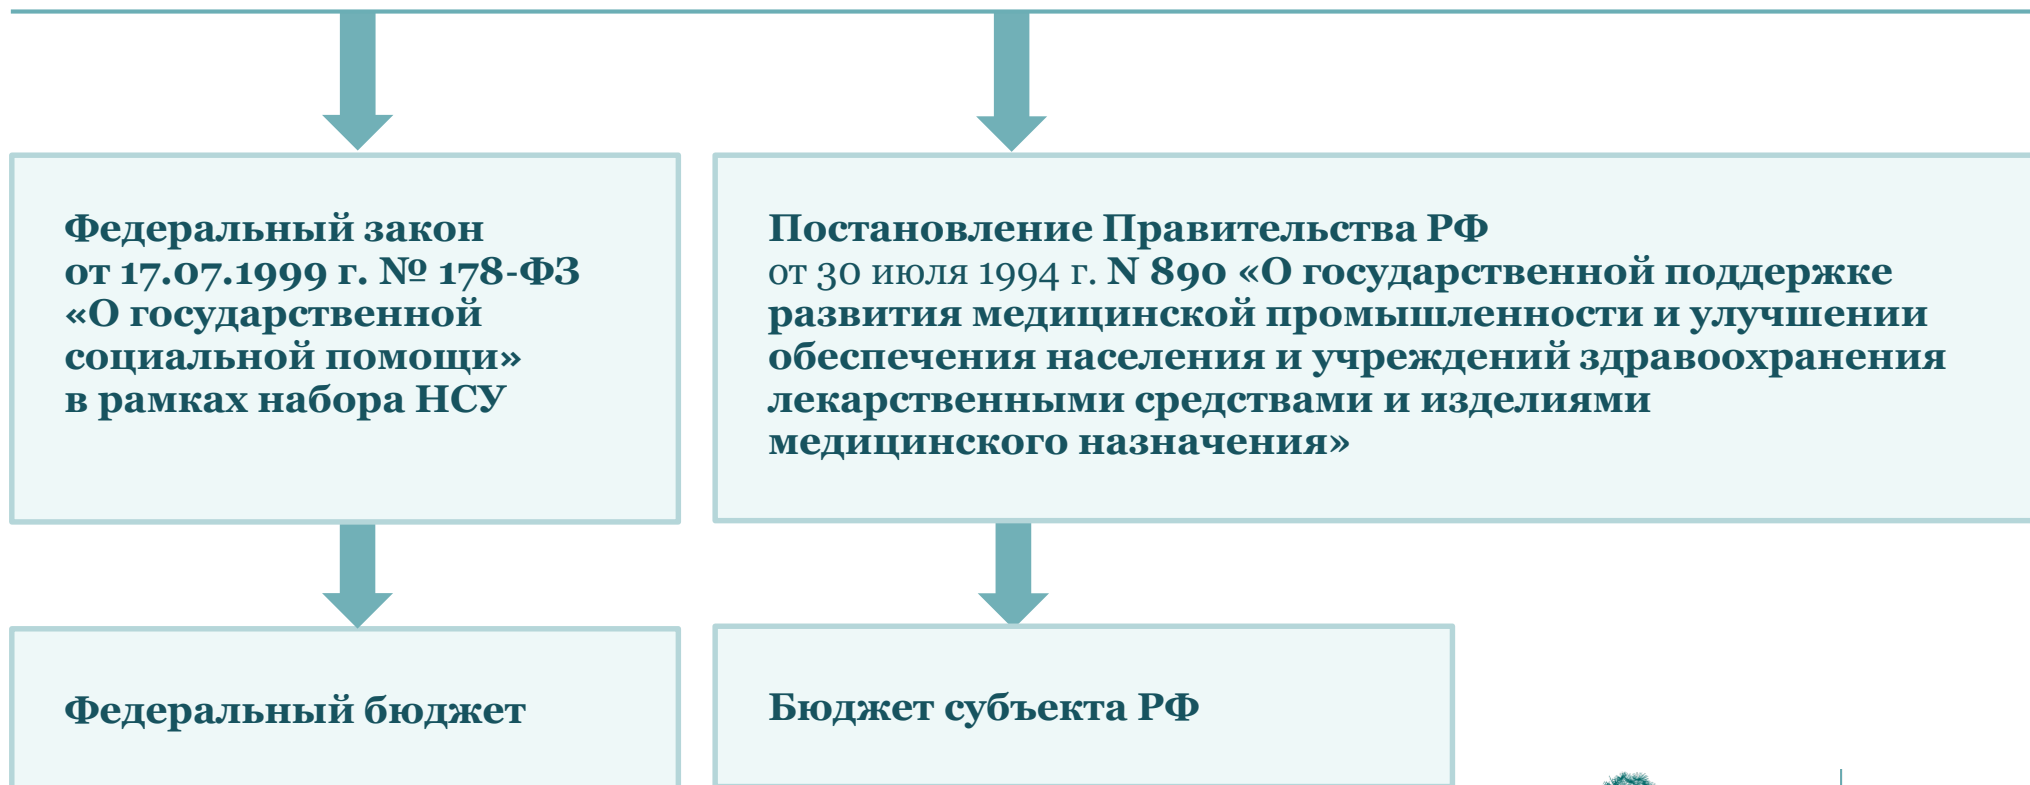 Федеральный закон
от 17.07.1999 г. № 178-ФЗ
«О государственной
социальной помощи»
в рамках набора НСУ
Постановление Правительства РФ
от 30 июля 1994 г. N 890 «О государственной поддержке
развития медицинской промышленности и улучшении
обеспечения населения и учреждений здравоохранения
лекарственными средствами и изделиями
медицинского назначения»
Федеральный бюджет
Бюджет субъекта РФ